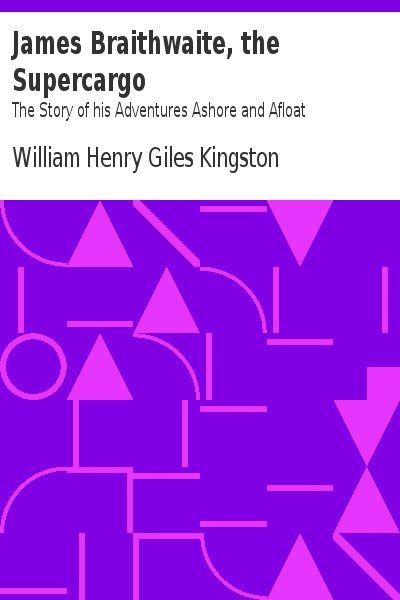 James Braithwaite, the
Supercargo
The Story of his Adventures Ashore and Afloat
William Henry Giles Kingston